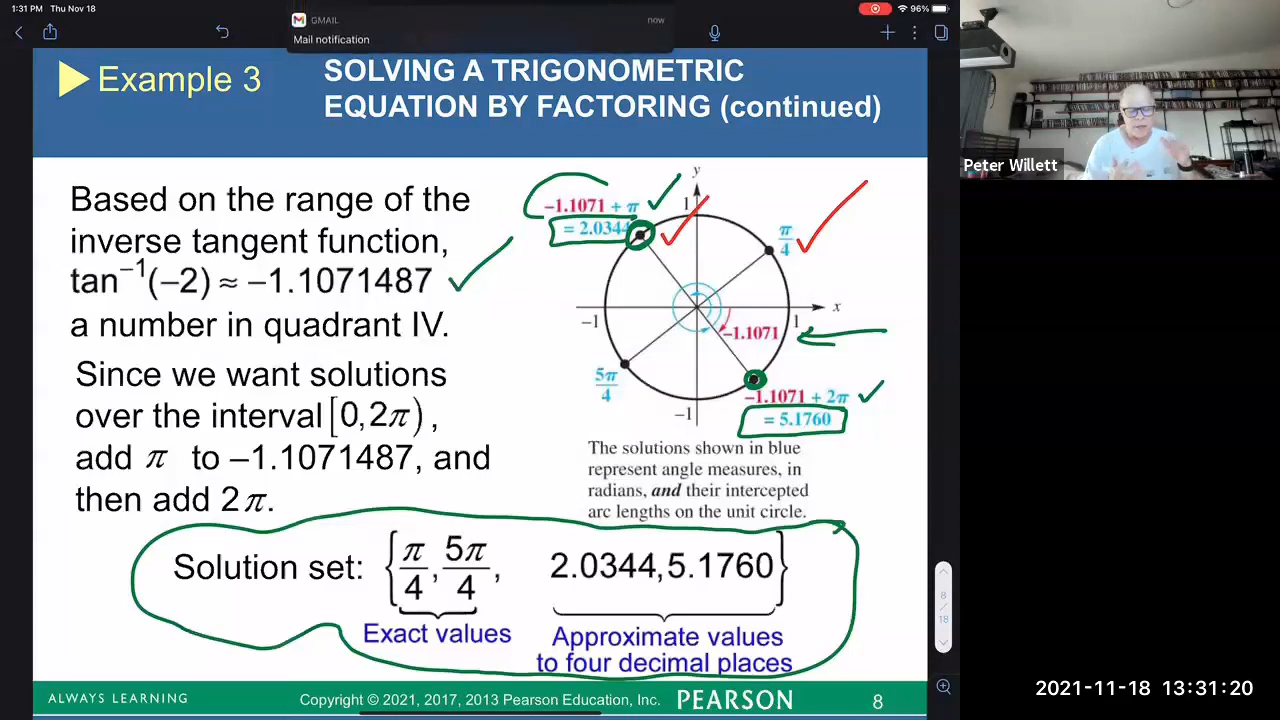 1:31 PM Thu Nov 18
GMAIL
now
Mail notification
96%
Example 3
SOLVING A TRIGONOMETRIC
EQUATION BY FACTORING (continued)
Based on the range of the
inverse tangent function,
tan⁻¹(−2) ≈ −1.1071487
a number in quadrant IV.
Since we want solutions
over the interval [0,2π),
add π to −1.1071487, and
then add 2π.
y
1
−1.1071 + π
= 2.0344
π/4
−1
1
x
−1.1071
5π/4
−1
−1.1071 + 2π
= 5.1760
The solutions shown in blue
represent angle measures, in
radians, and their intercepted
arc lengths on the unit circle.
Solution set: {π/4, 5π/4, 2.0344,5.1760}
Exact values
Approximate values
to four decimal places
ALWAYS LEARNING
Copyright © 2021, 2017, 2013 Pearson Education, Inc.
PEARSON
8
8
/
18
Peter Willett
2021-11-18 13:31:20